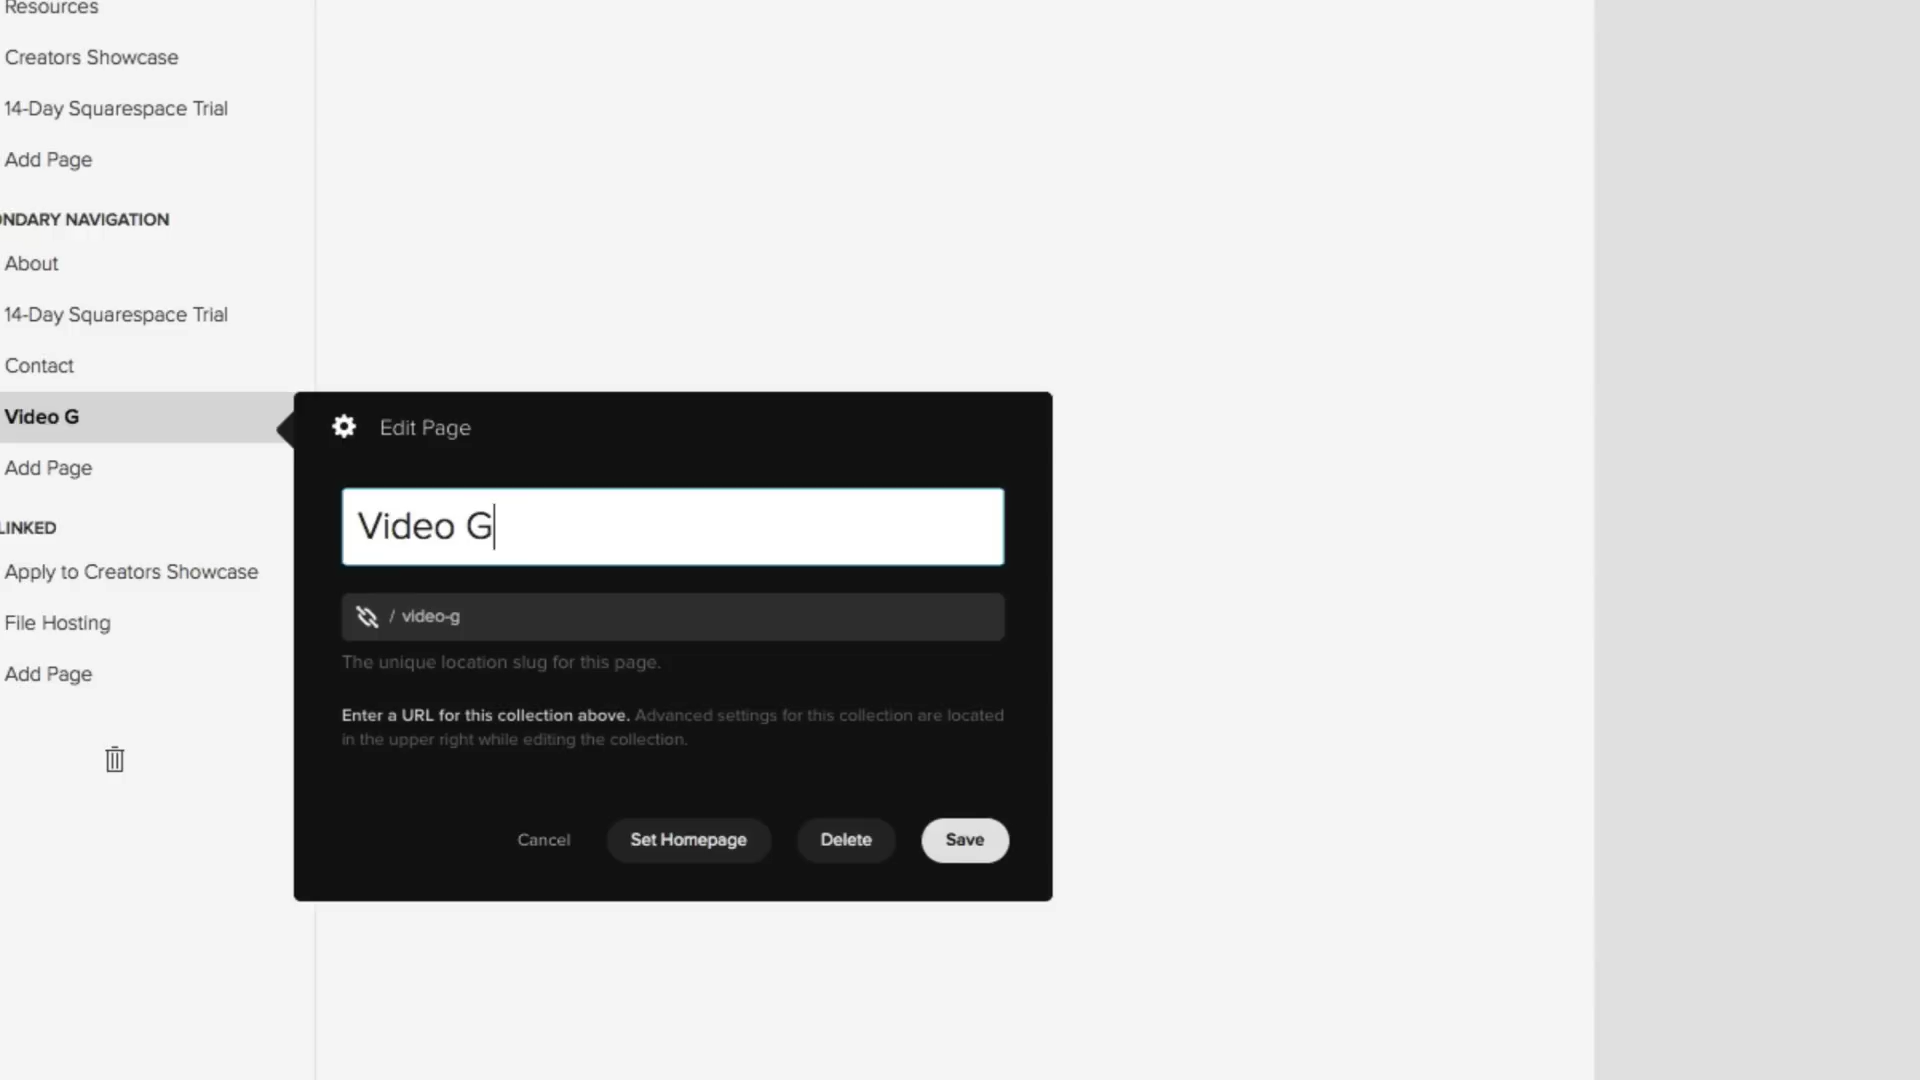 Resources
Creators Showcase
14-Day Squarespace Trial
Add Page
NDARY NAVIGATION
About
14-Day Squarespace Trial
Contact
Video G
Add Page
LINKED
Apply to Creators Showcase
File Hosting
Add Page
Edit Page
Video G
/ video-g
The unique location slug for this page.
Enter a URL for this collection above. Advanced settings for this collection are located
in the upper right while editing the collection.
Cancel
Set Homepage
Delete
Save